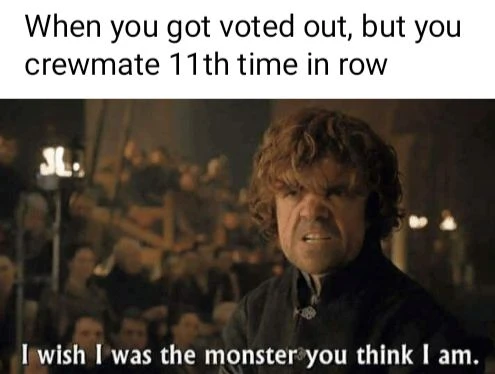 When you got voted out, but you
crewmate 11th time in row
I wish I was the monster you think I am.